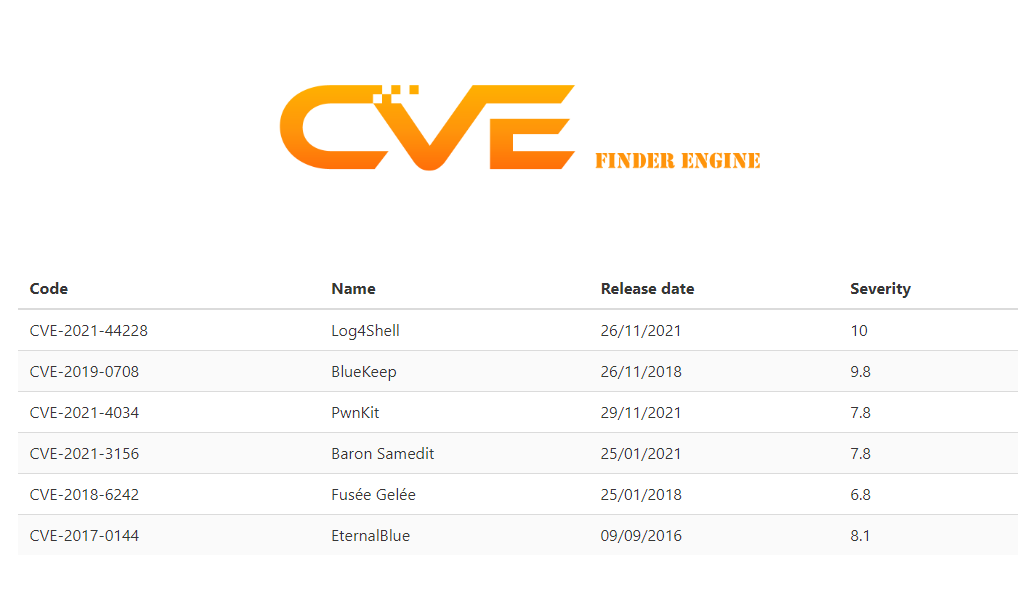 CVE FINDER ENGINE
Code Name Release date Severity
CVE-2021-44228 Log4Shell 26/11/2021 10
CVE-2019-0708 BlueKeep 26/11/2018 9.8
CVE-2021-4034 PwnKit 29/11/2021 7.8
CVE-2021-3156 Baron Samedit 25/01/2021 7.8
CVE-2018-6242 Fusée Gelée 25/01/2018 6.8
CVE-2017-0144 EternalBlue 09/09/2016 8.1